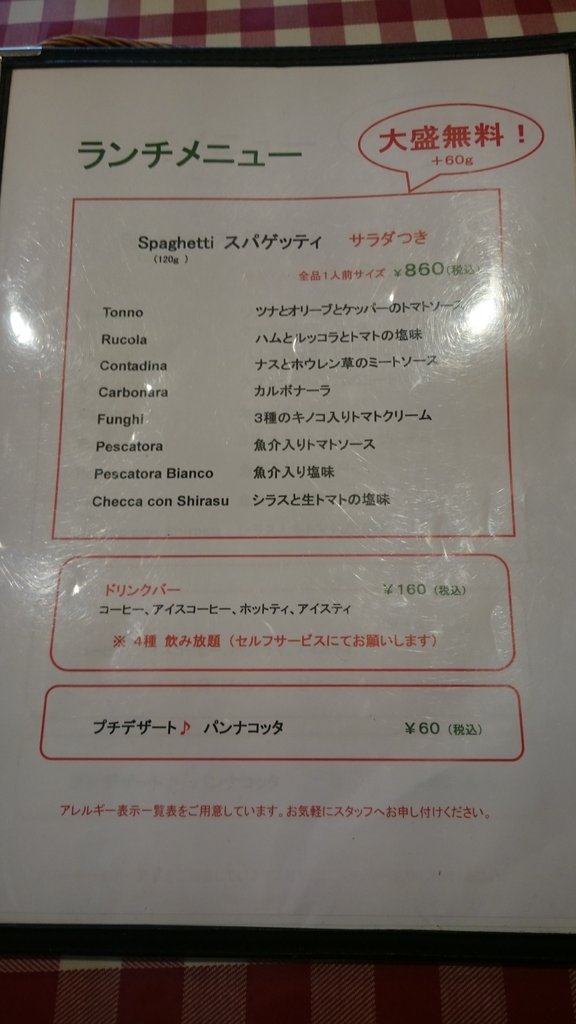 ランチメニュー
大盛無料！
＋60g
Spaghetti スパゲッティ サラダつき
(120g )
全品1人前サイズ ￥860(税込)
Tonno ツナとオリーブとケッパーのトマトソース
Rucola ハムとルッコラとトマトの塩味
Contadina ナスとホウレン草のミートソース
Carbonara カルボナーラ
Funghi 3種のキノコ入りトマトクリーム
Pescatora 魚介入りトマトソース
Pescatora Bianco 魚介入り塩味
Checca con Shirasu シラスと生トマトの塩味
ドリンクバー ￥160（税込）
コーヒー、アイスコーヒー、ホットティ、アイスティ
※ 4種 飲み放題（セルフサービスにてお願いします）
プチデザート♪ パンナコッタ ￥60（税込）
アレルギー表示一覧表をご用意しています。お気軽にスタッフへお申し付けください。